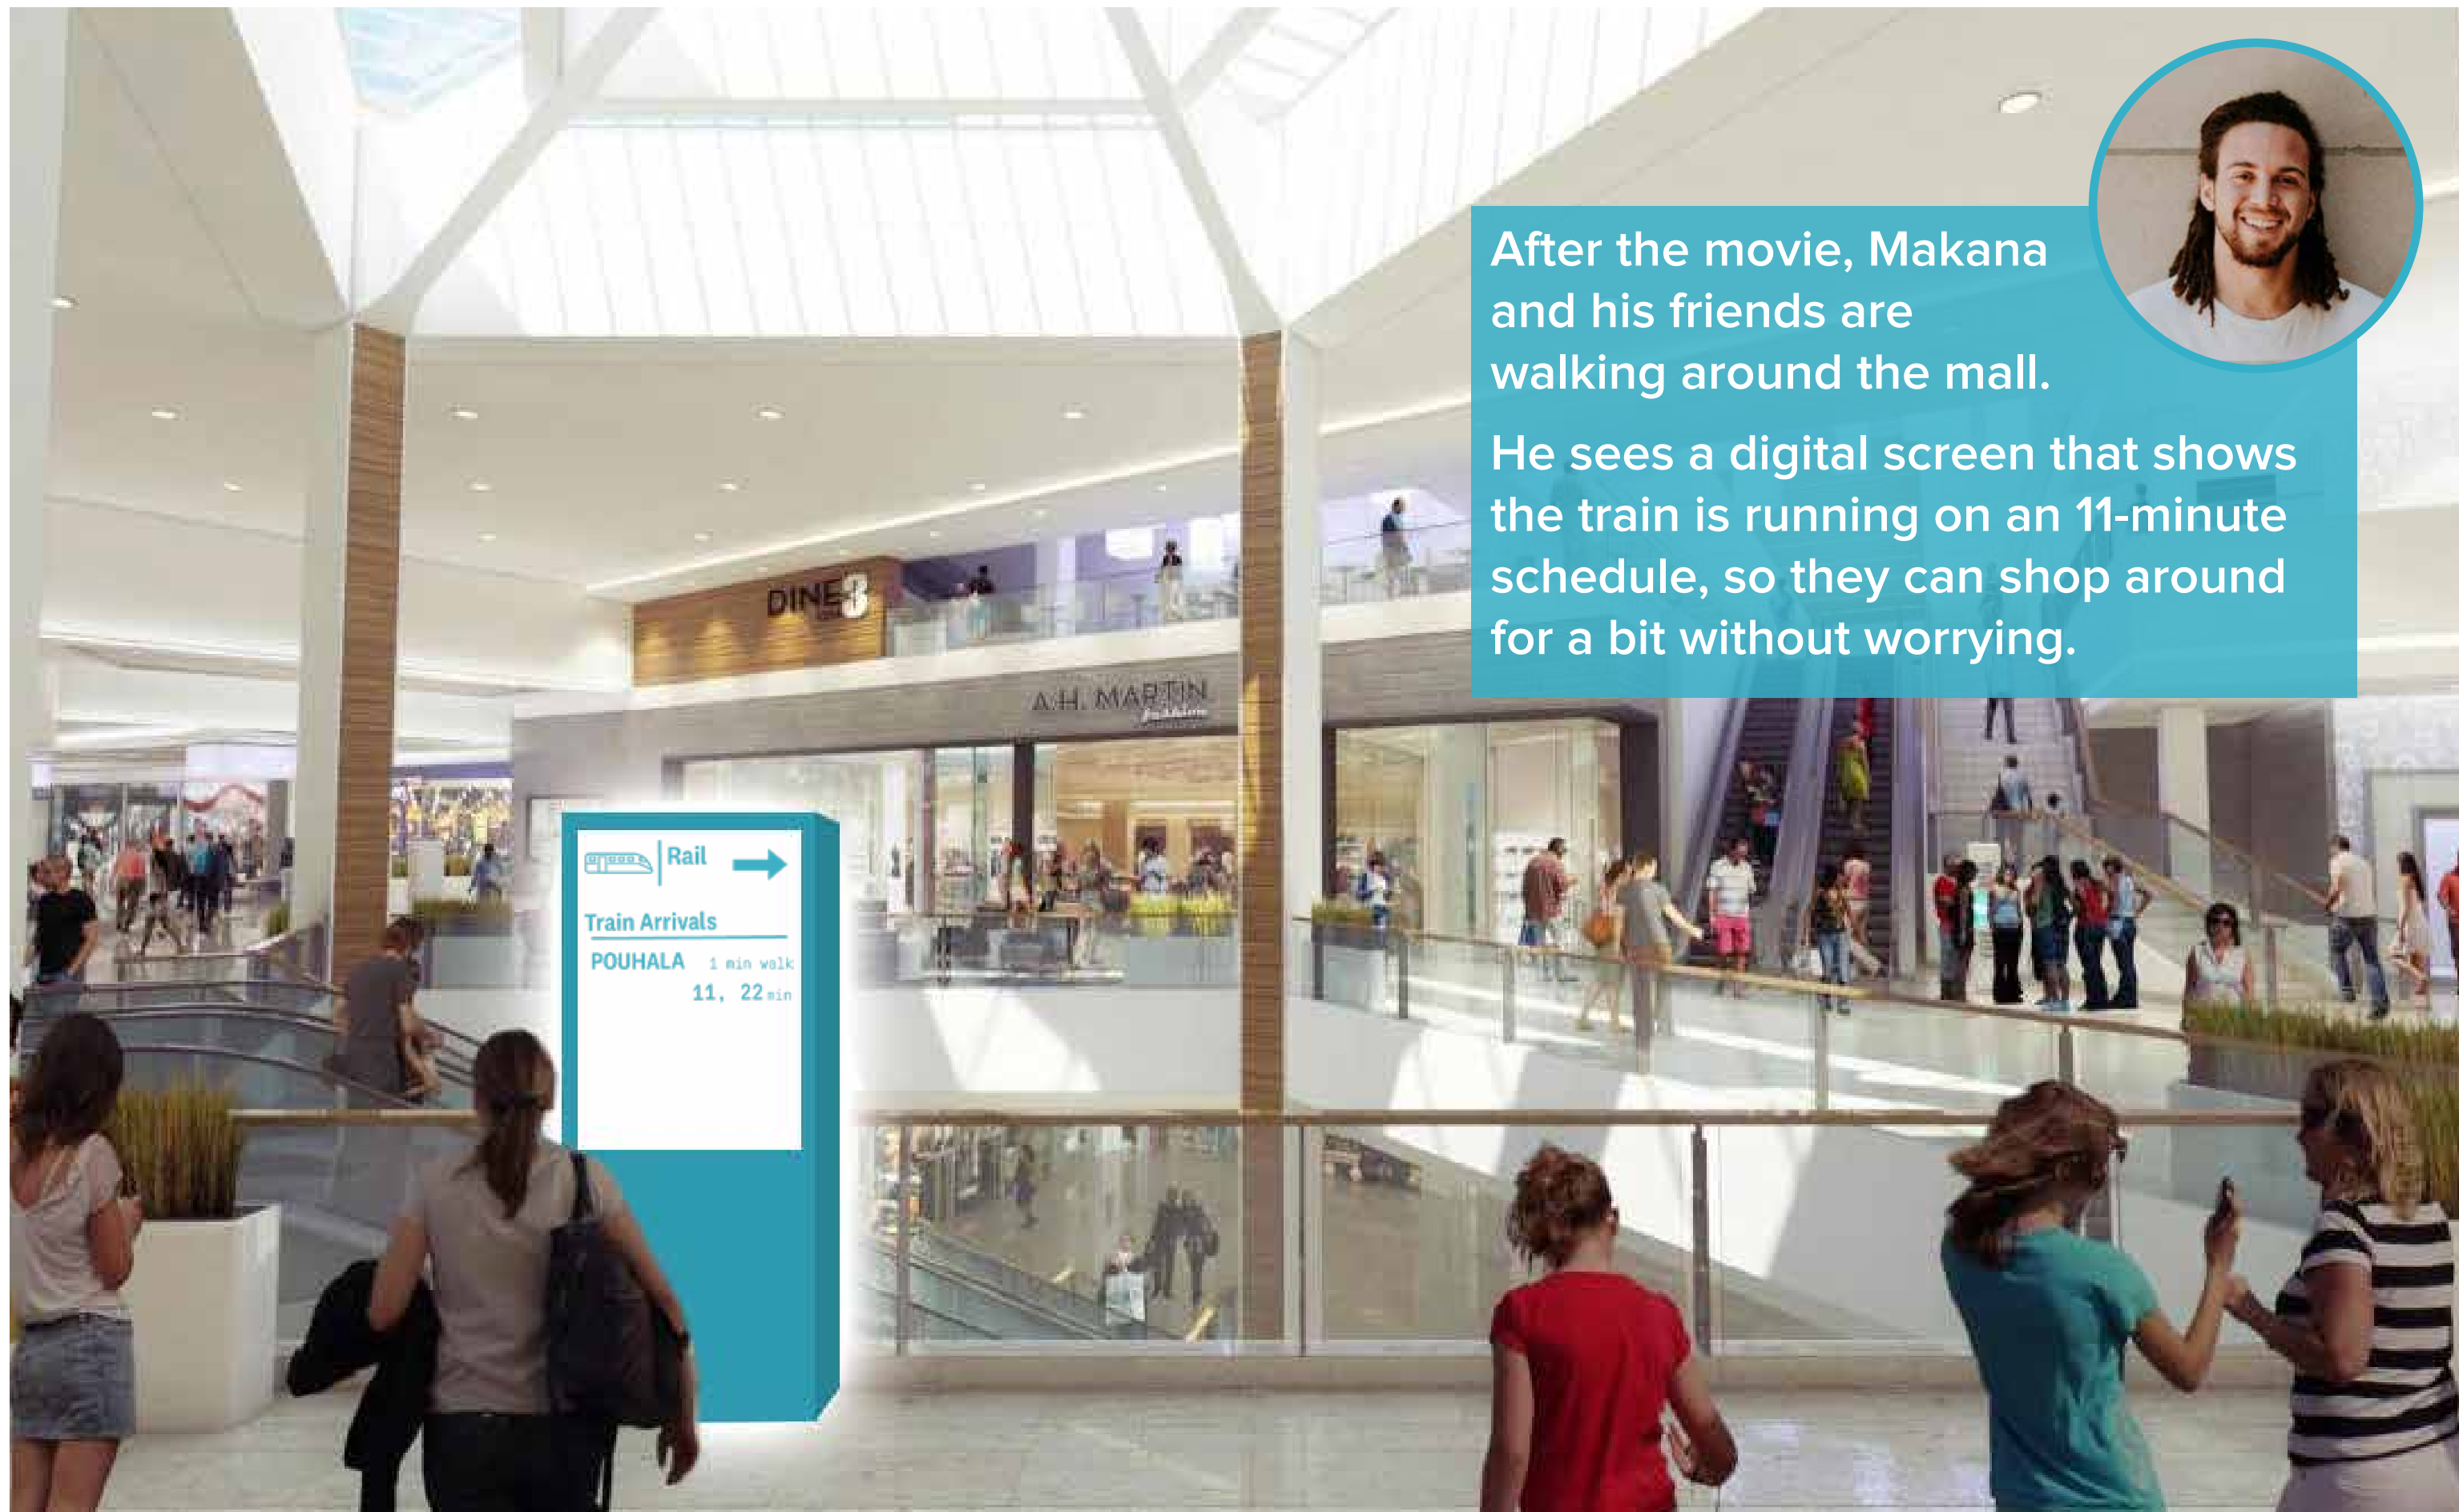 After the movie, Makana
and his friends are
walking around the mall.
He sees a digital screen that shows
the train is running on an 11-minute
schedule, so they can shop around
for a bit without worrying.
DINE
A.H. MARTIN
fashion
Rail
Train Arrivals
POUHALA 1 min walk
11, 22 min